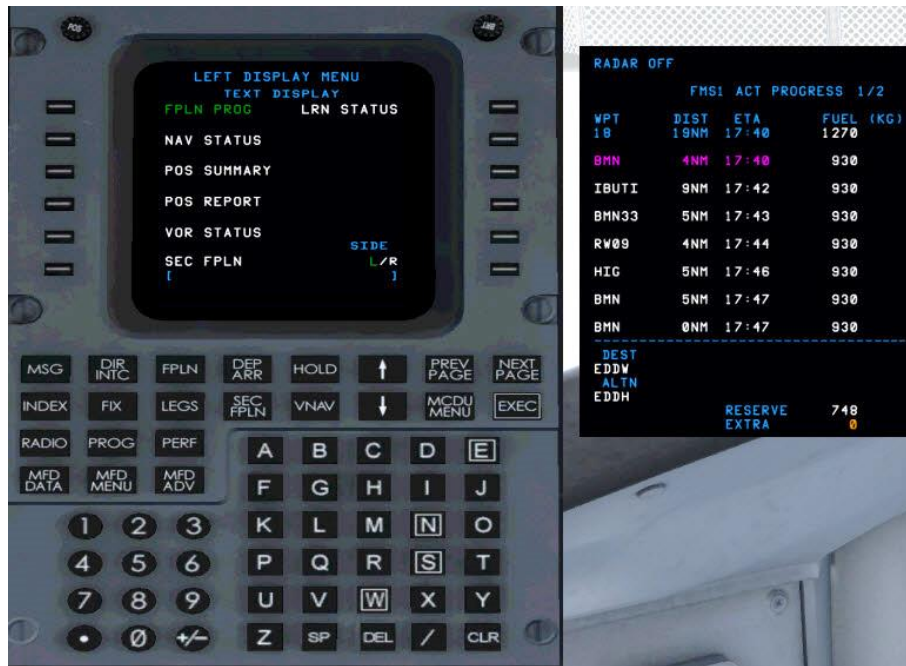 POS
BRT
LEFT DISPLAY MENU
TEXT DISPLAY
FPLN PROG LRN STATUS
NAV STATUS
POS SUMMARY
POS REPORT
VOR STATUS
SIDE
SEC FPLN L/R
[ ]
MSG DIR INTC FPLN DEP ARR HOLD ↑ PREV PAGE NEXT PAGE
INDEX FIX LEGS SEC FPLN VNAV ↓ MCDU MENU EXEC
RADIO PROG PERF
MFD DATA MFD MENU MFD ADV
A B C D E
F G H I J
1 2 3 K L M N O
4 5 6 P Q R S T
7 8 9 U V W X Y
• Ø +/- Z SP DEL / CLR
RADAR OFF
FMS1 ACT PROGRESS 1/2
WPT DIST ETA FUEL (KG)
18 19NM 17:40 1270
BMN 4NM 17:40 930
IBUTI 9NM 17:42 930
BMN33 5NM 17:43 930
RW09 4NM 17:44 930
HIG 5NM 17:46 930
BMN 5NM 17:47 930
BMN ØNM 17:47 930
DEST
EDDW
ALTN
EDDH
RESERVE 748
EXTRA Ø